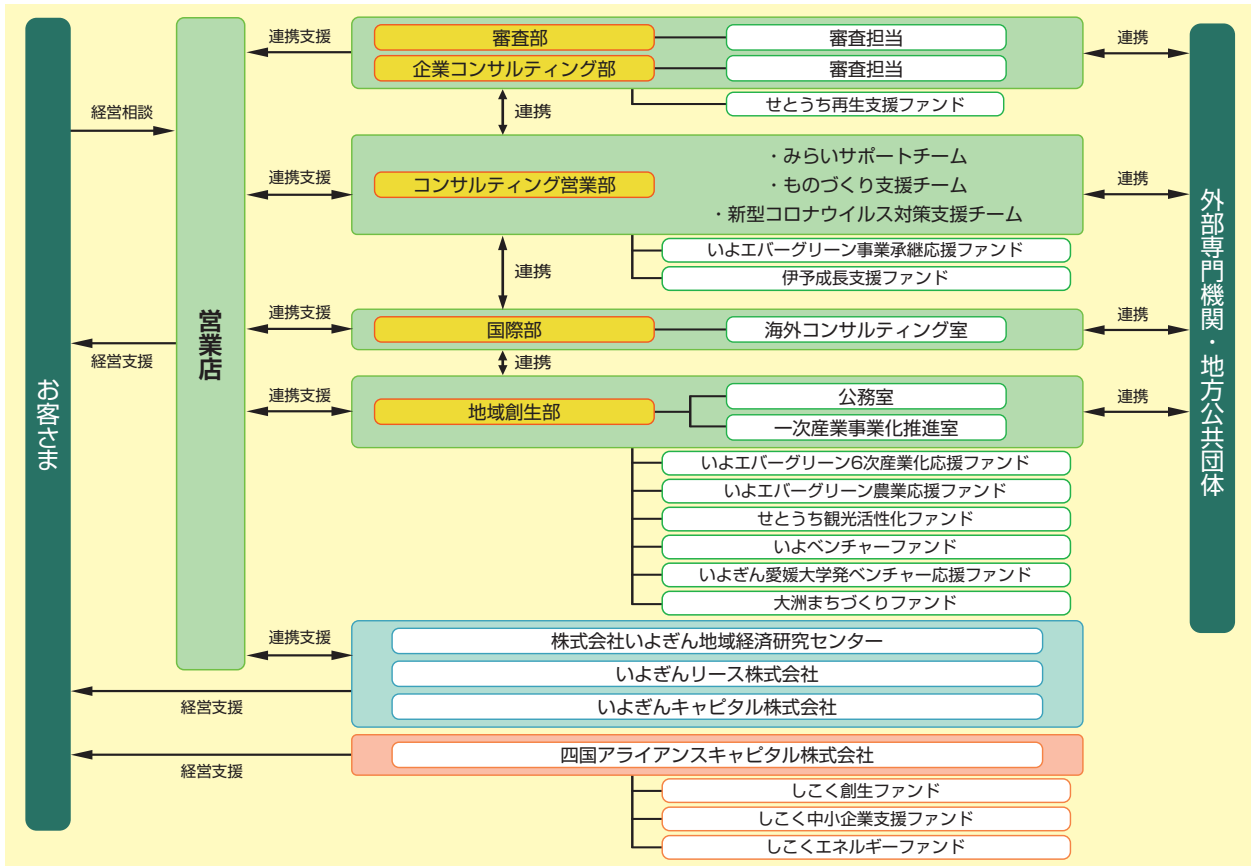 お客さま
経営相談
経営支援
営業店
連携支援
審査部
審査担当
企業コンサルティング部
審査担当
せとうち再生支援ファンド
連携
連携
連携支援
コンサルティング営業部
・みらいサポートチーム
・ものづくり支援チーム
・新型コロナウイルス対策支援チーム
いよエバーグリーン事業承継応援ファンド
伊予成長支援ファンド
連携
連携
連携支援
国際部
海外コンサルティング室
連携
連携
連携支援
地域創生部
公務室
一次産業事業化推進室
連携
いよエバーグリーン6次産業化応援ファンド
いよエバーグリーン農業応援ファンド
せとうち観光活性化ファンド
いよベンチャーファンド
いよぎん愛媛大学発ベンチャー応援ファンド
大洲まちづくりファンド
外部専門機関・地方公共団体
連携支援
株式会社いよぎん地域経済研究センター
いよぎんリース株式会社
いよぎんキャピタル株式会社
経営支援
四国アライアンスキャピタル株式会社
経営支援
しこく創生ファンド
しこく中小企業支援ファンド
しこくエネルギーファンド